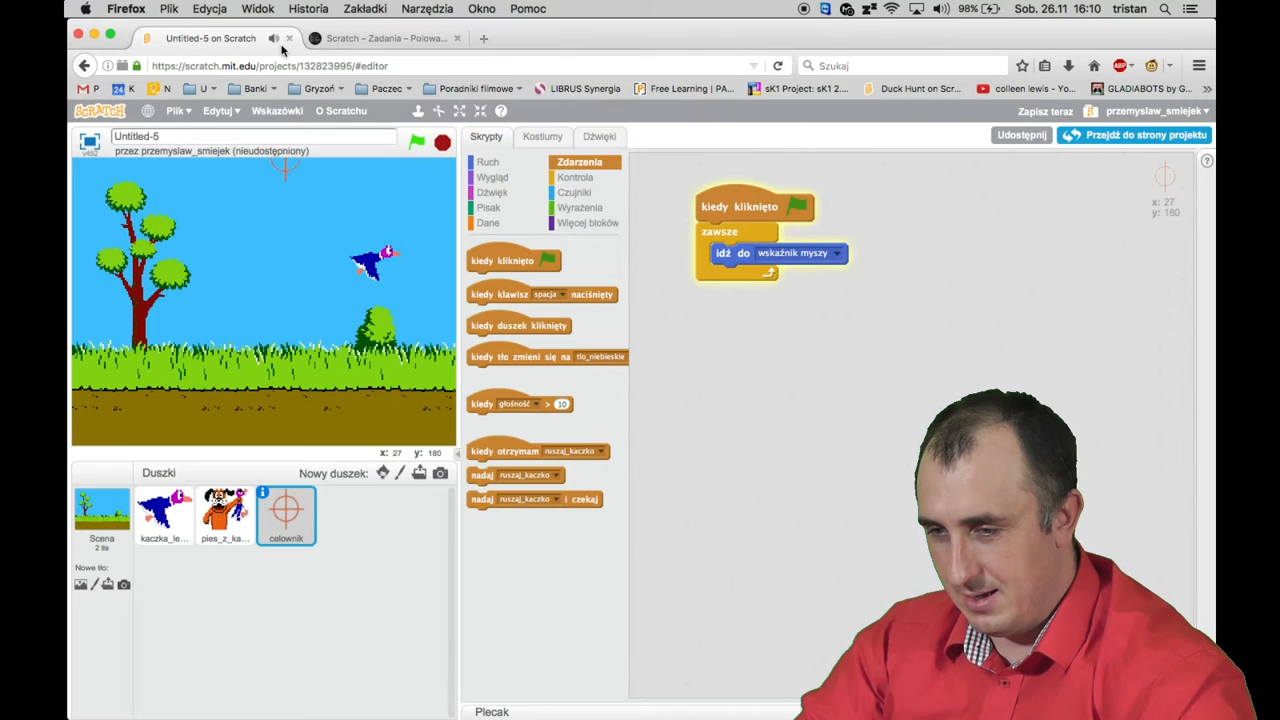 Firefox Plik Edycja Widok Historia Zakładki Narzędzia Okno Pomoc 98% Sob. 26.11 16:10 tristan
Untitled-5 on Scratch Scratch – Zadania – Polowa...
https://scratch.mit.edu/projects/132823995/#editor Szukaj
M P 24 K N U Banki Gryzoń Paczec Poradniki filmowe LIBRUS Synergia Free Learning | PA... sK1 Project: sK1 2.... Duck Hunt on Scr... colleen lewis - Yo... GLADIABOTS by G...
SCRATCH Plik Edytuj Wskazówki O Scratchu Zapisz teraz przemyslaw_smiejek
Untitled-5
przez przemyslaw_smiejek (nieudostępniony)
v452
Skrypty Kostiumy Dźwięki
Udostępnij Przejdź do strony projektu
Ruch Zdarzenia
Wygląd Kontrola
Dźwięk Czujniki
Pisak Wyrażenia
Dane Więcej bloków
kiedy kliknięto
kiedy klawisz spacja naciśnięty
kiedy duszek kliknięty
kiedy tło zmieni się na tlo_niebieskie
kiedy głośność > 10
kiedy otrzymam ruszaj_kaczko
nadaj ruszaj_kaczko
nadaj ruszaj_kaczko i czekaj
kiedy kliknięto
zawsze
idź do wskaźnik myszy
x: 27
y: 180
x: 27 y: 180
Duszki Nowy duszek:
Scena
2 tła
Nowe tło:
kaczka_le...
pies_z_ka...
celownik
Plecak